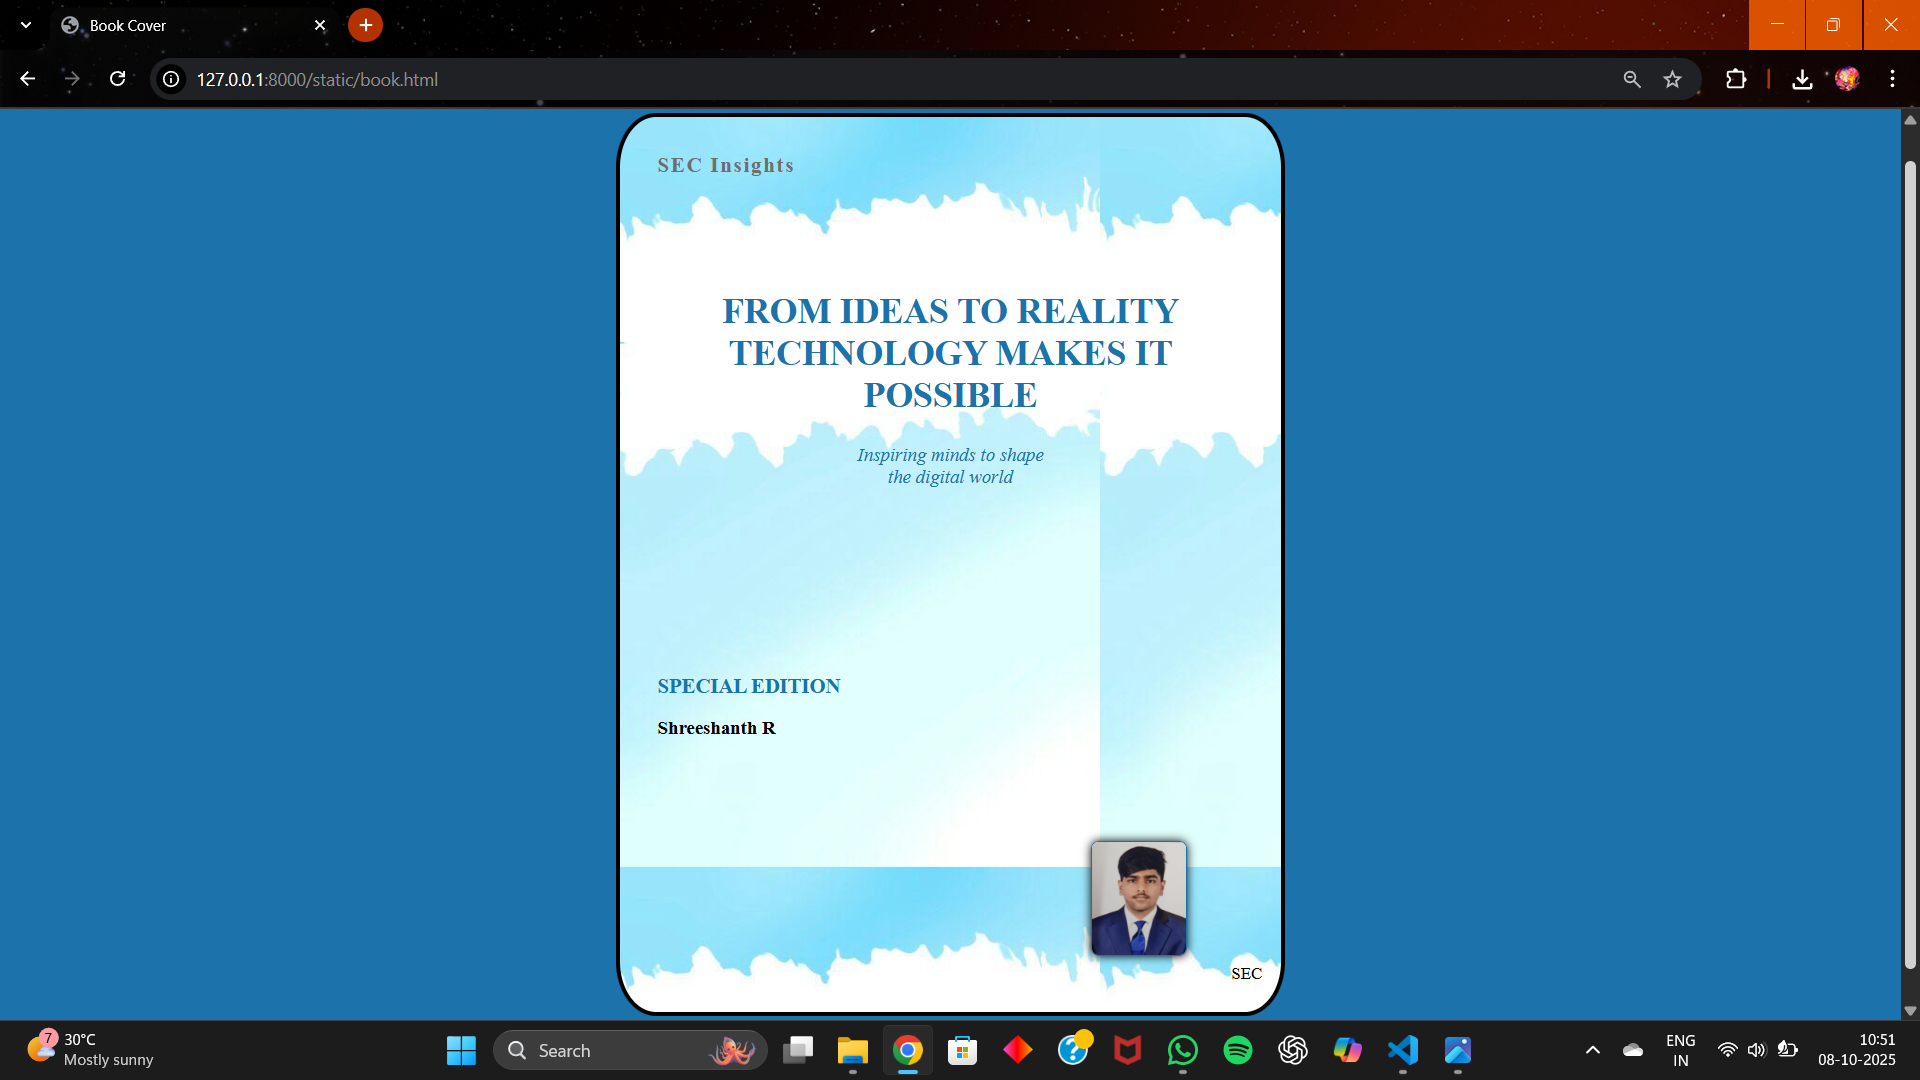 Book Cover
127.0.0.1:8000/static/book.html
SEC Insights
FROM IDEAS TO REALITY
TECHNOLOGY MAKES IT
POSSIBLE
Inspiring minds to shape
the digital world
SPECIAL EDITION
Shreeshanth R
SEC
7
30°C
Mostly sunny
Search
ENG
IN
10:51
08-10-2025